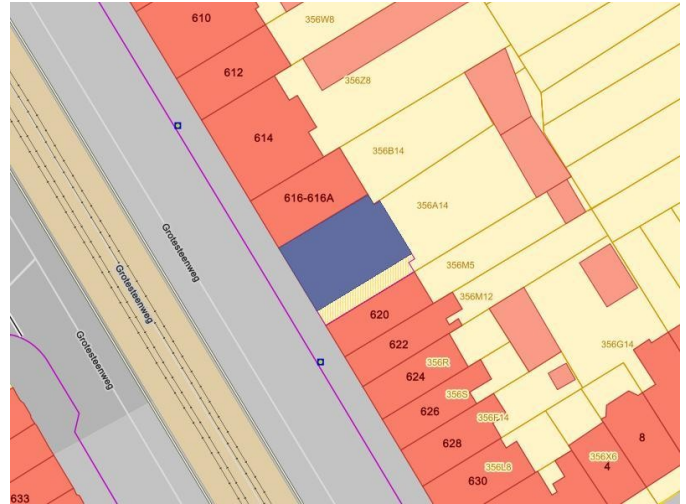 610
356W8
612
356Z8
614
356B14
616-616A
356A14
Grotesteenweg
356M5
Grotesteenweg
356M12
620
622
356R
356G14
Grotesteenweg
624
356S
626
356F14
628
8
356L8
356X6
630
4
633